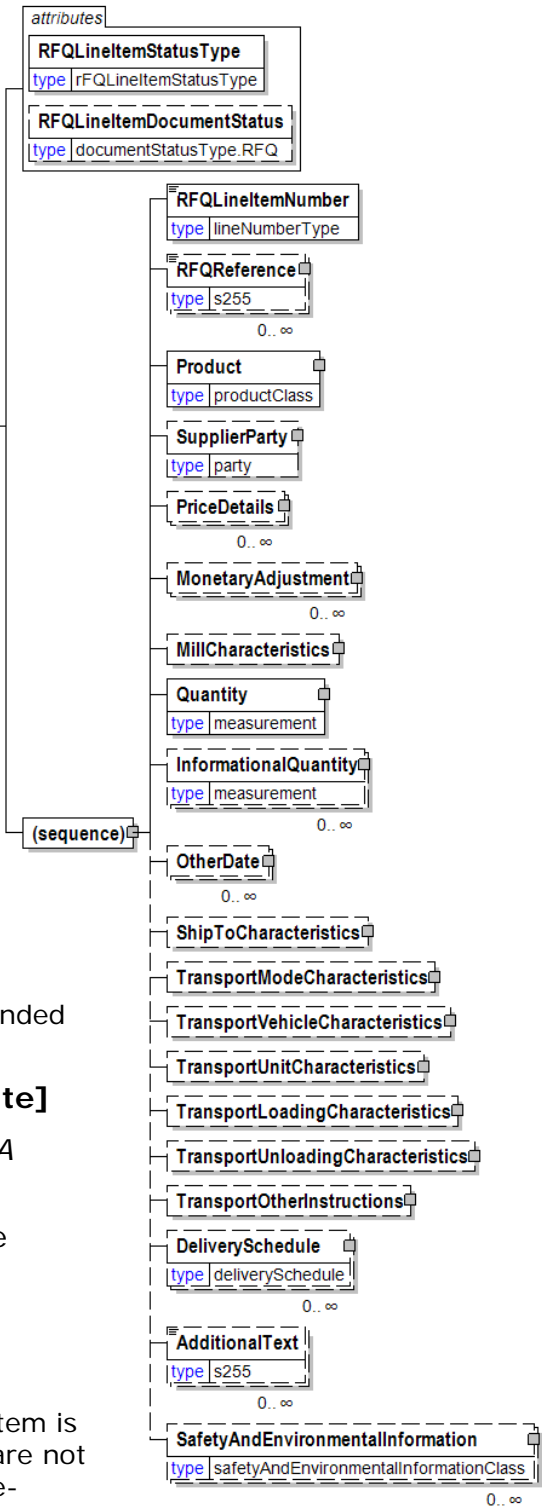 attributes
RFQLineItemStatusType
type rFQLineItemStatusType
RFQLineItemDocumentStatus
type documentStatusType.RFQ
RFQLineItemNumber
type lineNumberType
RFQReference
type s255
0..∞
Product
type productClass
SupplierParty
type party
PriceDetails
0..∞
MonetaryAdjustment
0..∞
MillCharacteristics
Quantity
type measurement
InformationalQuantity
type measurement
0..∞
(sequence)
OtherDate
0..∞
ShipToCharacteristics
TransportModeCharacteristics
nded
TransportVehicleCharacteristics
TransportUnitCharacteristics
te]
TransportLoadingCharacteristics
A
TransportUnloadingCharacteristics
TransportOtherInstructions
e
DeliverySchedule
type deliverySchedule
0..∞
AdditionalText
type s255
0..∞
tem is
are not
e-
SafetyAndEnvironmentalInformation
type safetyAndEnvironmentalInformationClass
0..∞